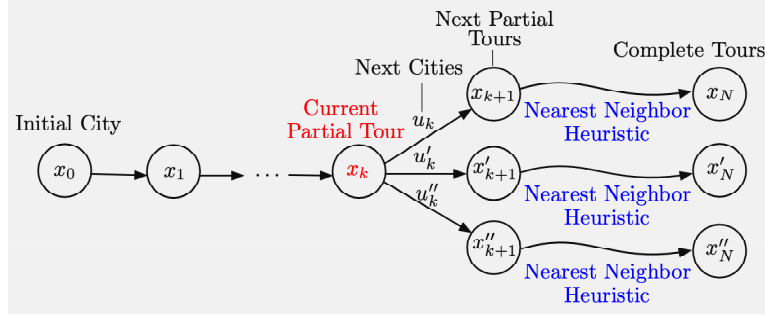 Next Partial
Tours
Complete Tours
Next Cities
x_{k+1}
x_N
Current
Partial Tour
u_k
Nearest Neighbor
Heuristic
Initial City
x_0
x_1
...
x_k
u'_k
x'_{k+1}
x'_N
Nearest Neighbor
Heuristic
u''_k
x''_{k+1}
x''_N
Nearest Neighbor
Heuristic